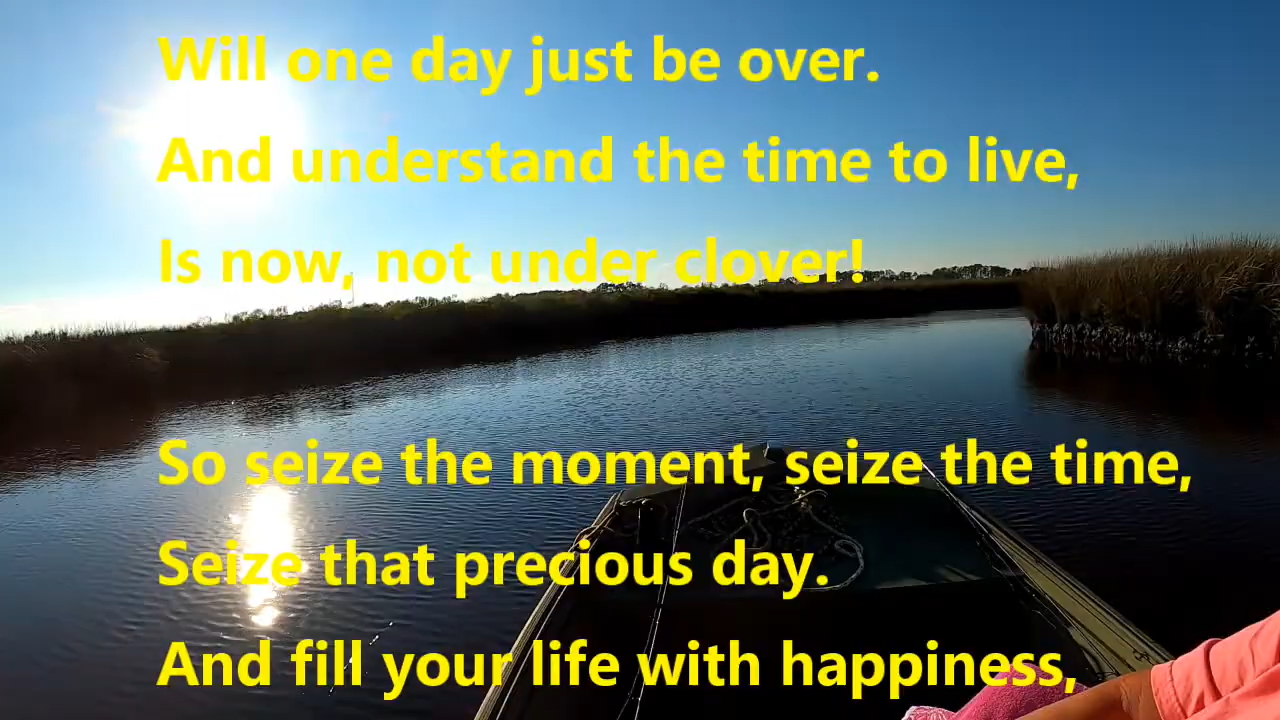 Will one day just be over.
And understand the time to live,
Is now, not under clover!
So seize the moment, seize the time,
Seize that precious day.
And fill your life with happiness,